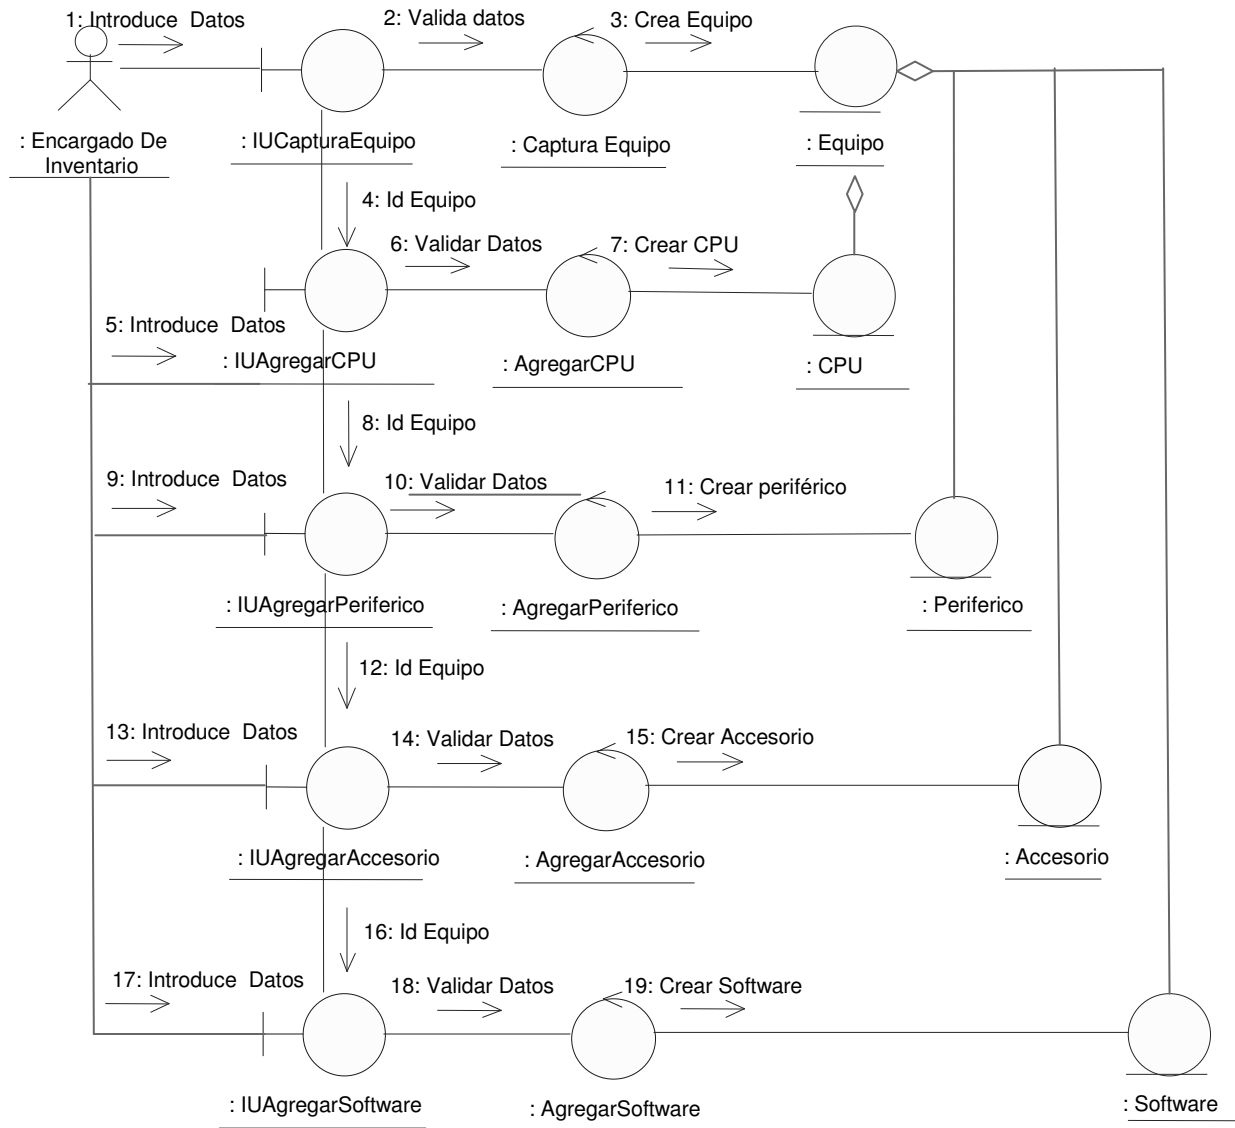 1: Introduce  Datos
2: Valida datos
3: Crea Equipo
: Encargado De
Inventario
: IUCapturaEquipo
: Captura Equipo
: Equipo
4: Id Equipo
6: Validar Datos
7: Crear CPU
5: Introduce  Datos
: IUAgregarCPU
: AgregarCPU
: CPU
8: Id Equipo
9: Introduce  Datos
10: Validar Datos
11: Crear periférico
: IUAgregarPeriferico
: AgregarPeriferico
: Periferico
12: Id Equipo
13: Introduce  Datos
14: Validar Datos
15: Crear Accesorio
: IUAgregarAccesorio
: AgregarAccesorio
: Accesorio
16: Id Equipo
17: Introduce  Datos
18: Validar Datos
19: Crear Software
: IUAgregarSoftware
: AgregarSoftware
: Software